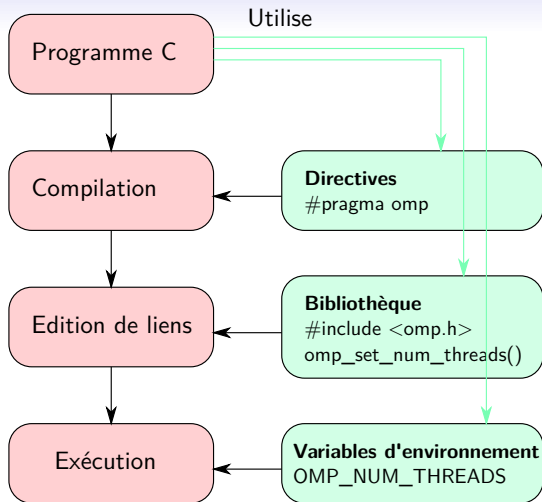 Utilise
Programme C
Compilation
Directives
#pragma omp
Edition de liens
Bibliothèque
#include <omp.h>
omp_set_num_threads()
Exécution
Variables d'environnement
OMP_NUM_THREADS